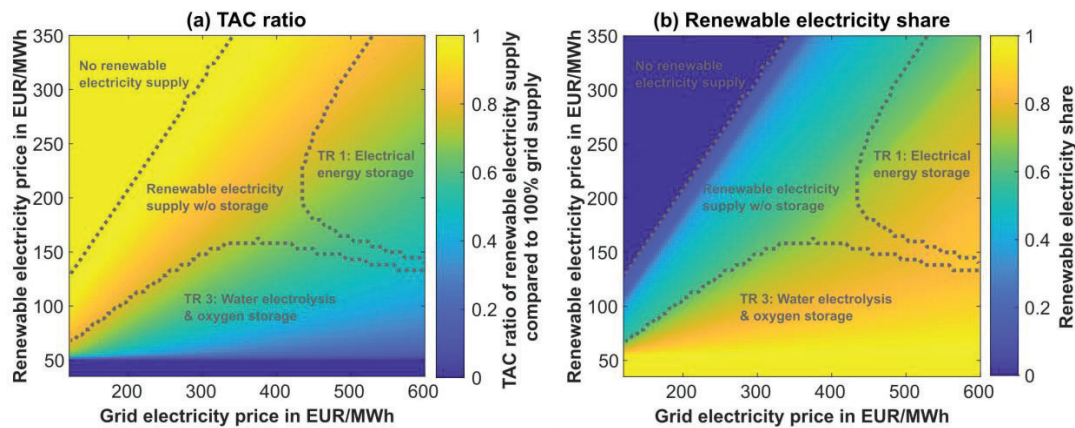 (a) TAC ratio
Renewable electricity price in EUR/MWh
350
300
250
200
150
100
50
No renewable
electricity supply
TR 1: Electrical
energy storage
Renewable electricity
supply w/o storage
TR 3: Water electrolysis
& oxygen storage
200
300
400
500
600
Grid electricity price in EUR/MWh
1
0.8
0.6
0.4
0.2
0
TAC ratio of renewable electricity supply
compared to 100% grid supply
(b) Renewable electricity share
Renewable electricity price in EUR/MWh
350
300
250
200
150
100
50
No renewable
electricity supply
TR 1: Electrical
energy storage
Renewable electricity
supply w/o storage
TR 3: Water electrolysis
& oxygen storage
200
300
400
500
600
Grid electricity price in EUR/MWh
1
0.8
0.6
0.4
0.2
0
Renewable electricity share